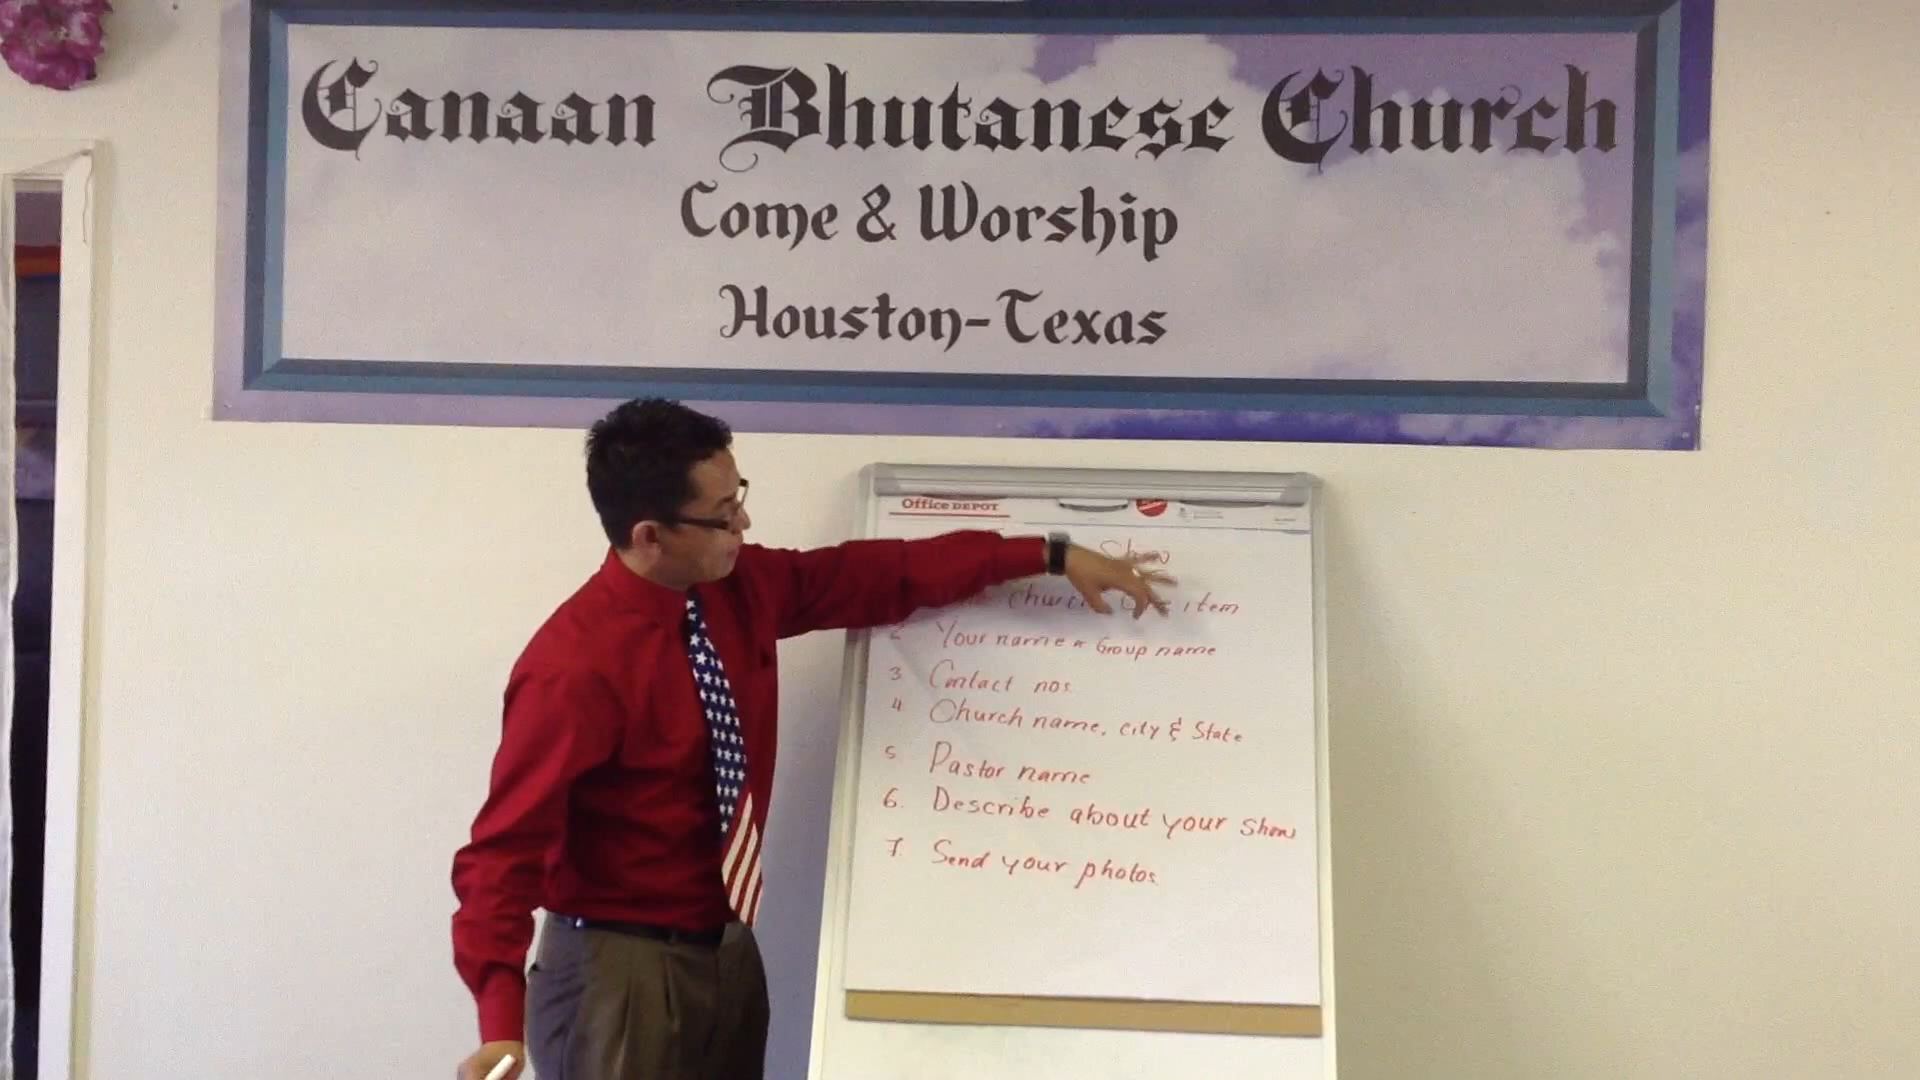 Canaan Bhutanese Church
Come & Worship
Houston-Texas
Office DEPOT
Show
church item
2 Your name or Group name
3 Contact nos.
4 Church name, city & State
5 Pastor name
6. Describe about your show
7. Send your photos.